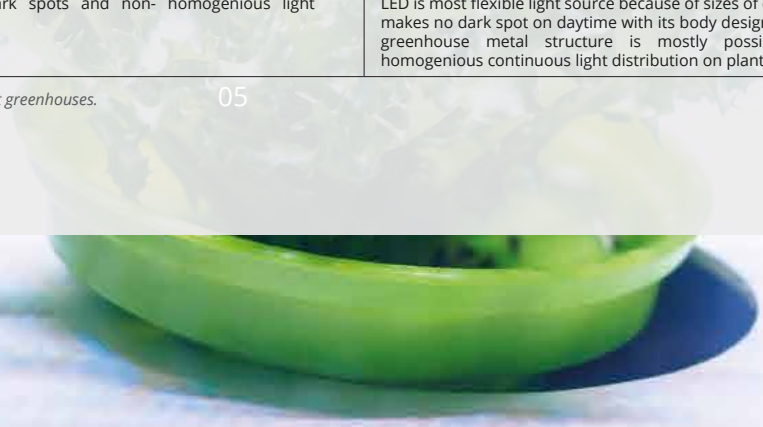 ark spots and non- homogenious light
LED is most flexible light source because of sizes of
makes no dark spot on daytime with its body design
greenhouse metal structure is mostly possi
homogenious continuous light distribution on plant
greenhouses.
05